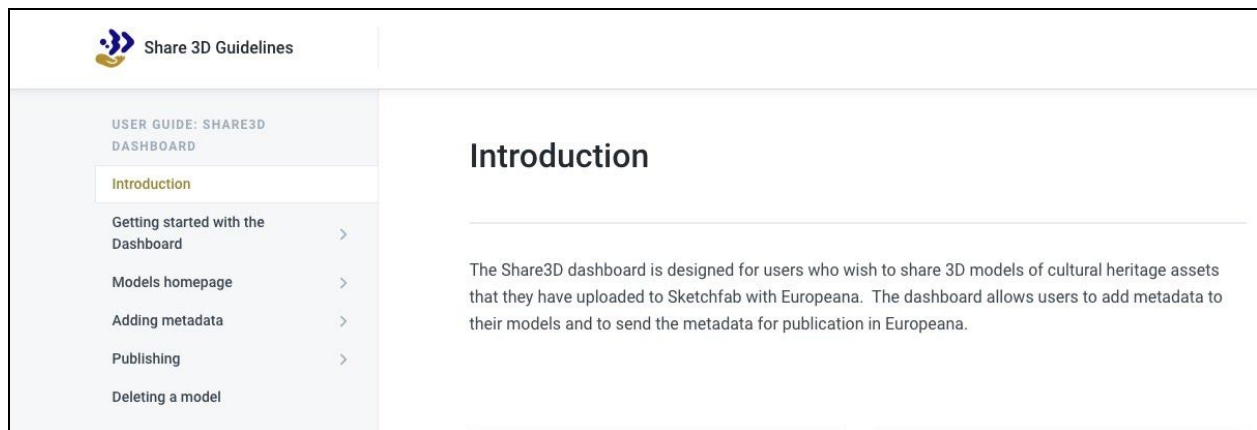 Share 3D Guidelines
USER GUIDE: SHARE3D
DASHBOARD
Introduction
Getting started with the
Dashboard
Models homepage
Adding metadata
Publishing
Deleting a model
Introduction
The Share3D dashboard is designed for users who wish to share 3D models of cultural heritage assets
that they have uploaded to Sketchfab with Europeana.  The dashboard allows users to add metadata to
their models and to send the metadata for publication in Europeana.